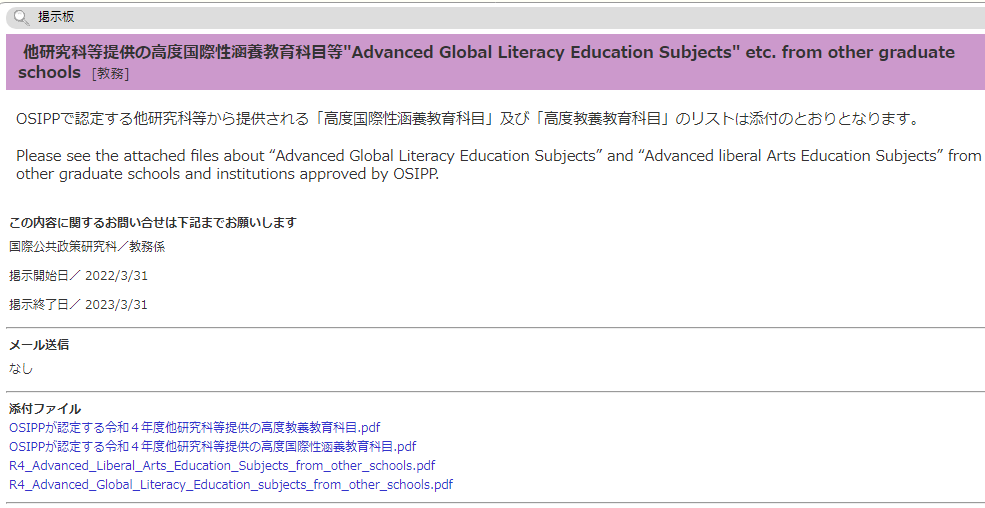 掲示板
他研究科等提供の高度国際性涵養教育科目等"Advanced Global Literacy Education Subjects" etc. from other graduate
schools [教務]
OSIPPで認定する他研究科等から提供される「高度国際性涵養教育科目」及び「高度教養教育科目」のリストは添付のとおりとなります。
Please see the attached files about “Advanced Global Literacy Education Subjects” and “Advanced liberal Arts Education Subjects” from
other graduate schools and institutions approved by OSIPP.
この内容に関するお問い合せは下記までお願いします
国際公共政策研究科／教務係
掲示開始日／ 2022/3/31
掲示終了日／ 2023/3/31
メール送信
なし
添付ファイル
OSIPPが認定する令和４年度他研究科等提供の高度教養教育科目.pdf
OSIPPが認定する令和４年度他研究科等提供の高度国際性涵養教育科目.pdf
R4_Advanced_Liberal_Arts_Education_Subjects_from_other_schools.pdf
R4_Advanced_Global_Literacy_Education_subjects_from_other_schools.pdf